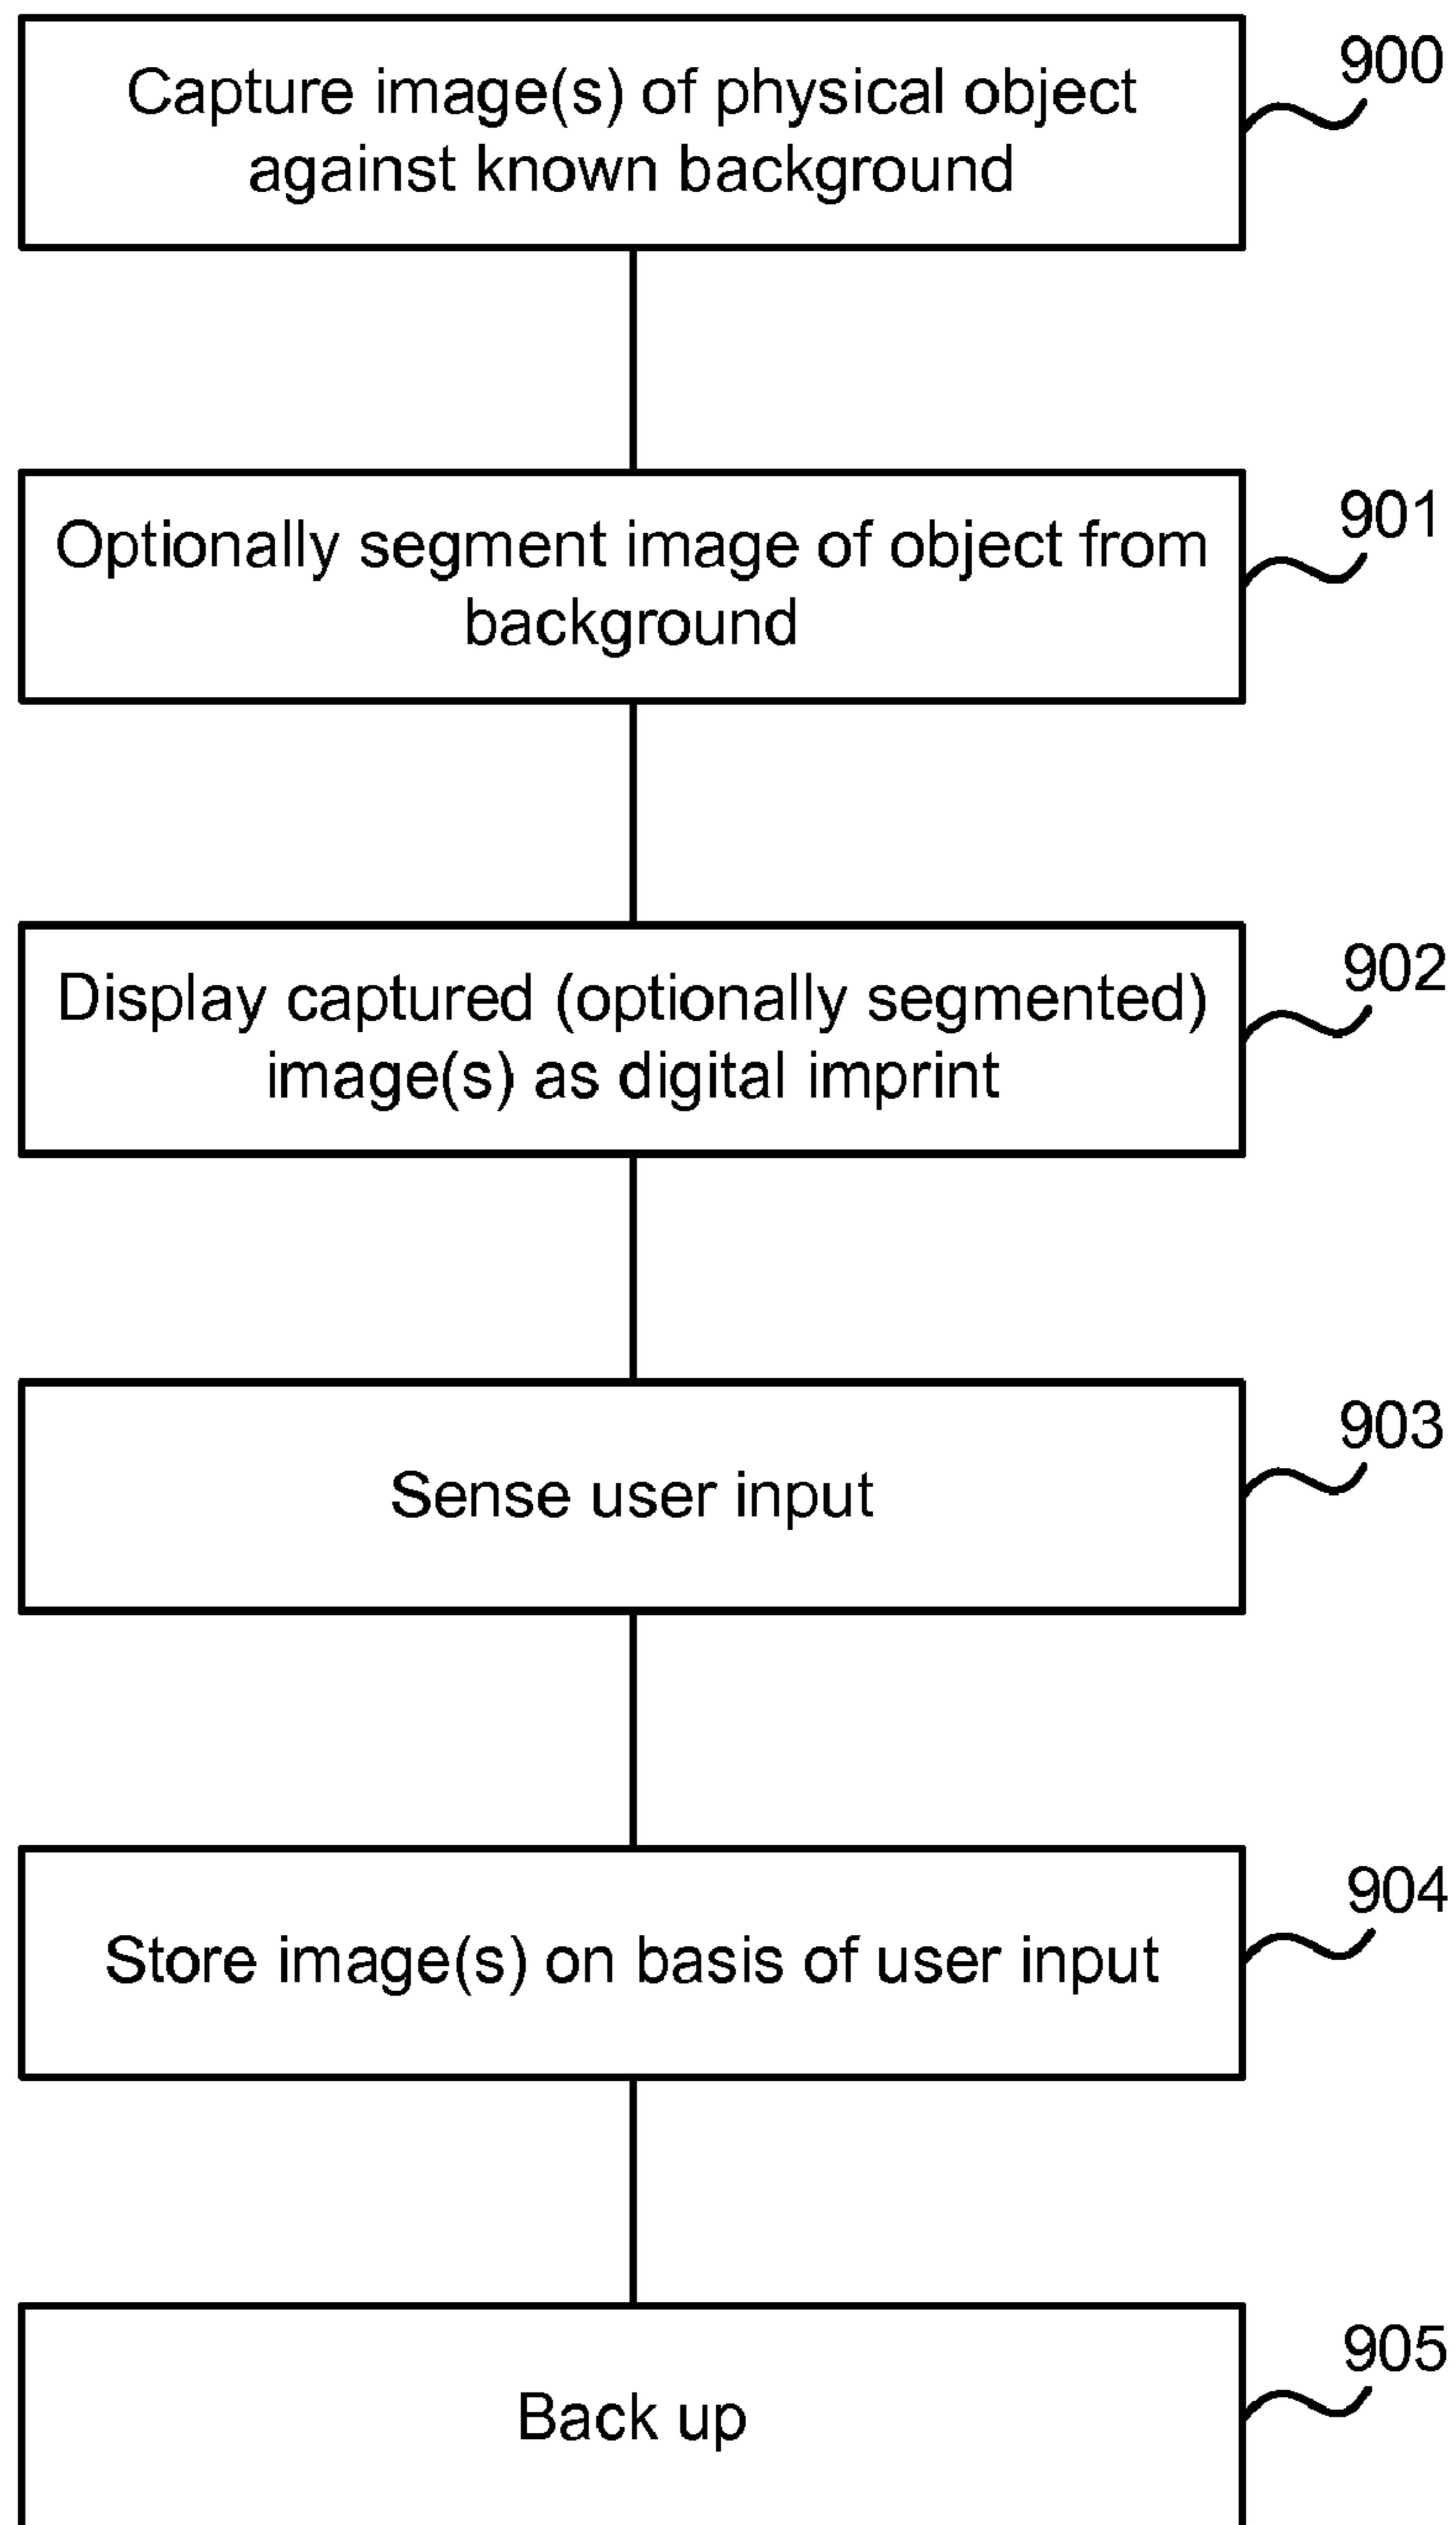 Capture image(s) of physical object
against known background
900
Optionally segment image of object from
background
901
Display captured (optionally segmented)
image(s) as digital imprint
902
Sense user input
903
Store image(s) on basis of user input
904
Back up
905